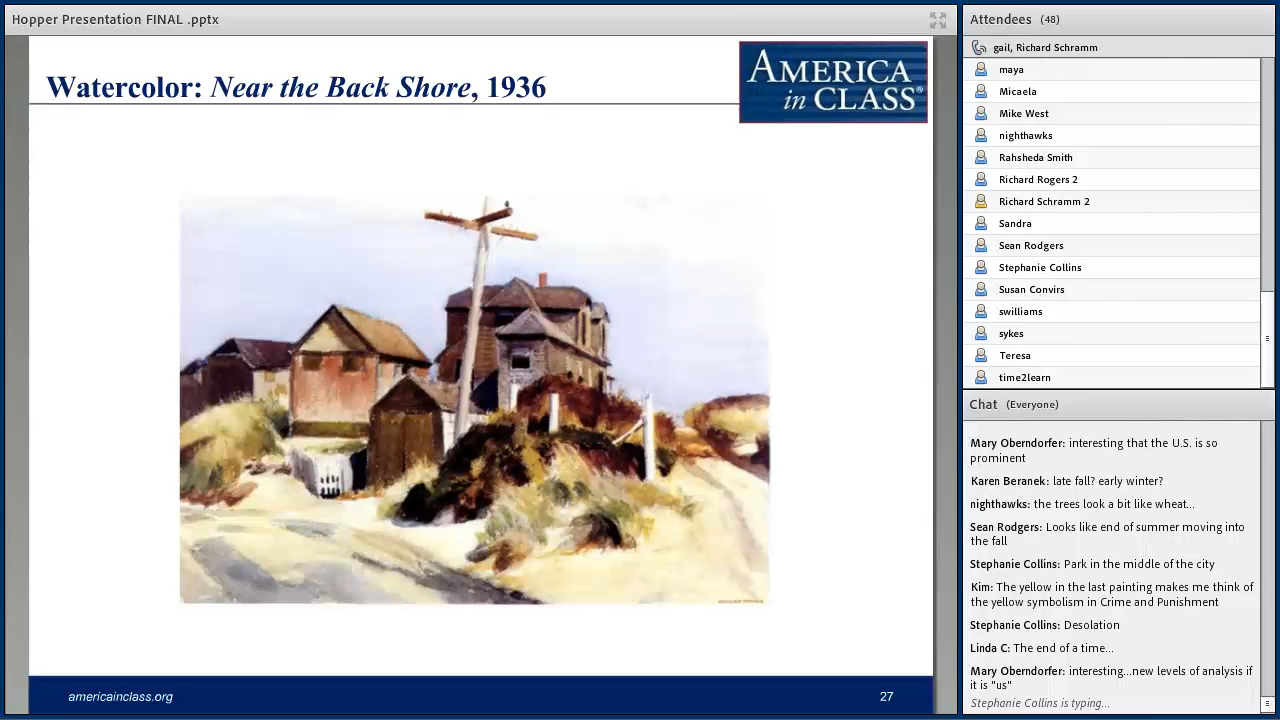 Hopper Presentation FINAL .pptx
Watercolor: Near the Back Shore, 1936
AMERICA
in CLASS®
americainclass.org
27
Attendees (48)
gail, Richard Schramm
maya
Micaela
Mike West
nighthawks
Rahsheda Smith
Richard Rogers 2
Richard Schramm 2
Sandra
Sean Rodgers
Stephanie Collins
Susan Convirs
swilliams
sykes
Teresa
time2learn
Chat (Everyone)
Mary Oberndorfer: interesting that the U.S. is so
prominent
Karen Beranek: late fall? early winter?
nighthawks: the trees look a bit like wheat...
Sean Rodgers: Looks like end of summer moving into
the fall
Stephanie Collins: Park in the middle of the city
Kim: The yellow in the last painting makes me think of
the yellow symbolism in Crime and Punishment
Stephanie Collins: Desolation
Linda C: The end of a time...
Mary Oberndorfer: interesting...new levels of analysis if
it is "us"
Stephanie Collins is typing...